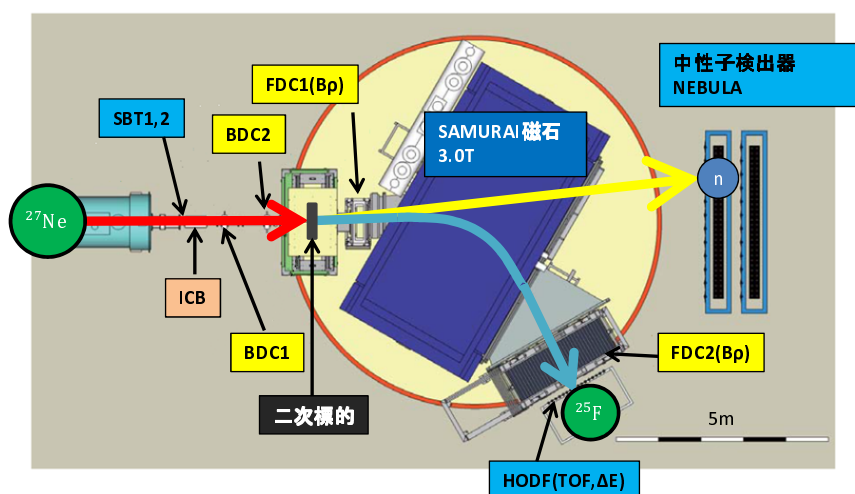 中性子検出器
NEBULA
FDC1(Bρ)
SBT1,2
BDC2
SAMURAI磁石
3.0T
n
²⁷Ne
ICB
BDC1
FDC2(Bρ)
二次標的
²⁵F
5m
HODF(TOF,ΔE)